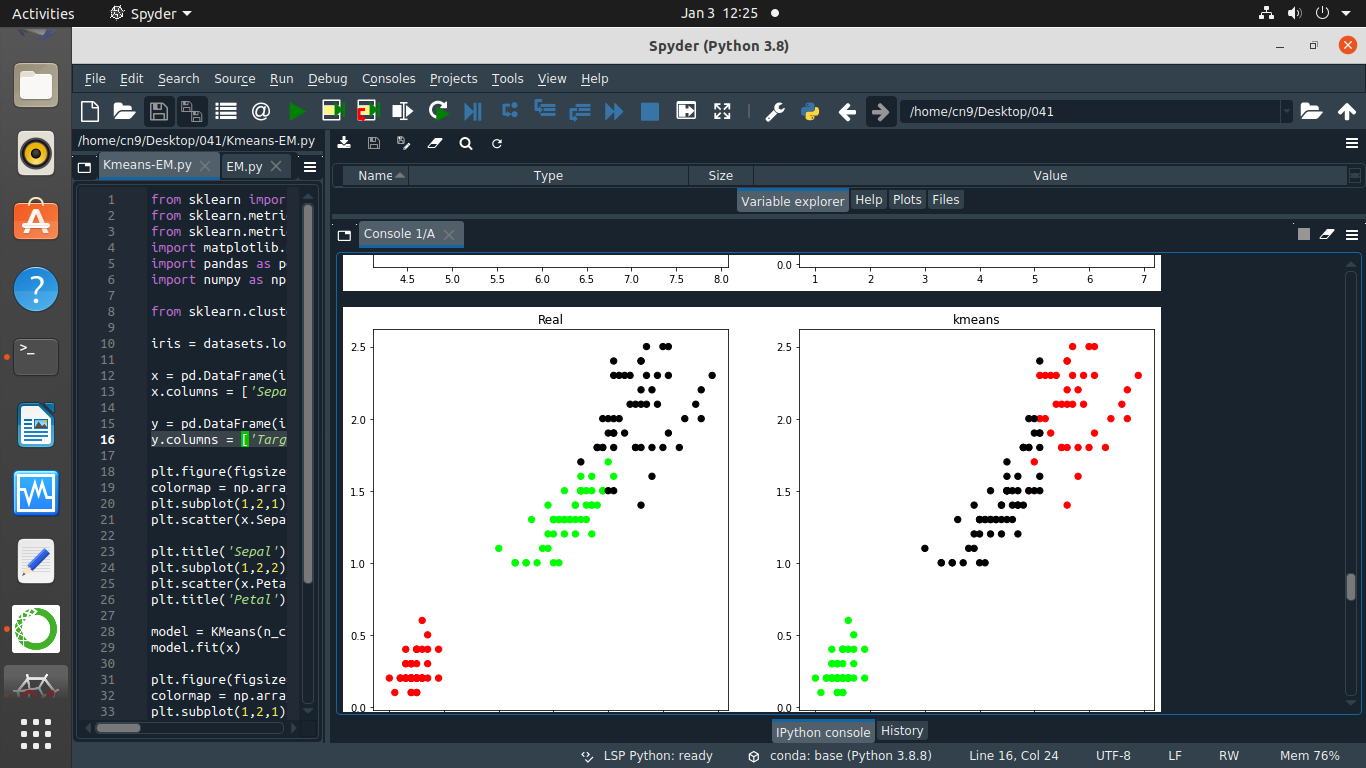 Activities Spyder Jan 3 12:25
Spyder (Python 3.8)
File Edit Search Source Run Debug Consoles Projects Tools View Help
/home/cn9/Desktop/041
/home/cn9/Desktop/041/Kmeans-EM.py
Kmeans-EM.py EM.py
1 from sklearn impor
2 from sklearn.metri
3 from sklearn.metri
4 import matplotlib.
5 import pandas as p
6 import numpy as np
7
8 from sklearn.clust
9
10 iris = datasets.lo
11
12 x = pd.DataFrame(i
13 x.columns = ['Sepa
14
15 y = pd.DataFrame(i
16 y.columns = ['Targ
17
18 plt.figure(figsize
19 colormap = np.arra
20 plt.subplot(1,2,1)
21 plt.scatter(x.Sepa
22
23 plt.title('Sepal')
24 plt.subplot(1,2,2)
25 plt.scatter(x.Peta
26 plt.title('Petal')
27
28 model = KMeans(n_c
29 model.fit(x)
30
31 plt.figure(figsize
32 colormap = np.arra
33 plt.subplot(1,2,1)
Name Type Size Value
Variable explorer Help Plots Files
Console 1/A
4.5 5.0 5.5 6.0 6.5 7.0 7.5 8.0
0.0
1 2 3 4 5 6 7
Real
2.5
2.0
1.5
1.0
0.5
0.0
kmeans
2.5
2.0
1.5
1.0
0.5
0.0
IPython console History
LSP Python: ready conda: base (Python 3.8.8) Line 16, Col 24 UTF-8 LF RW Mem 76%